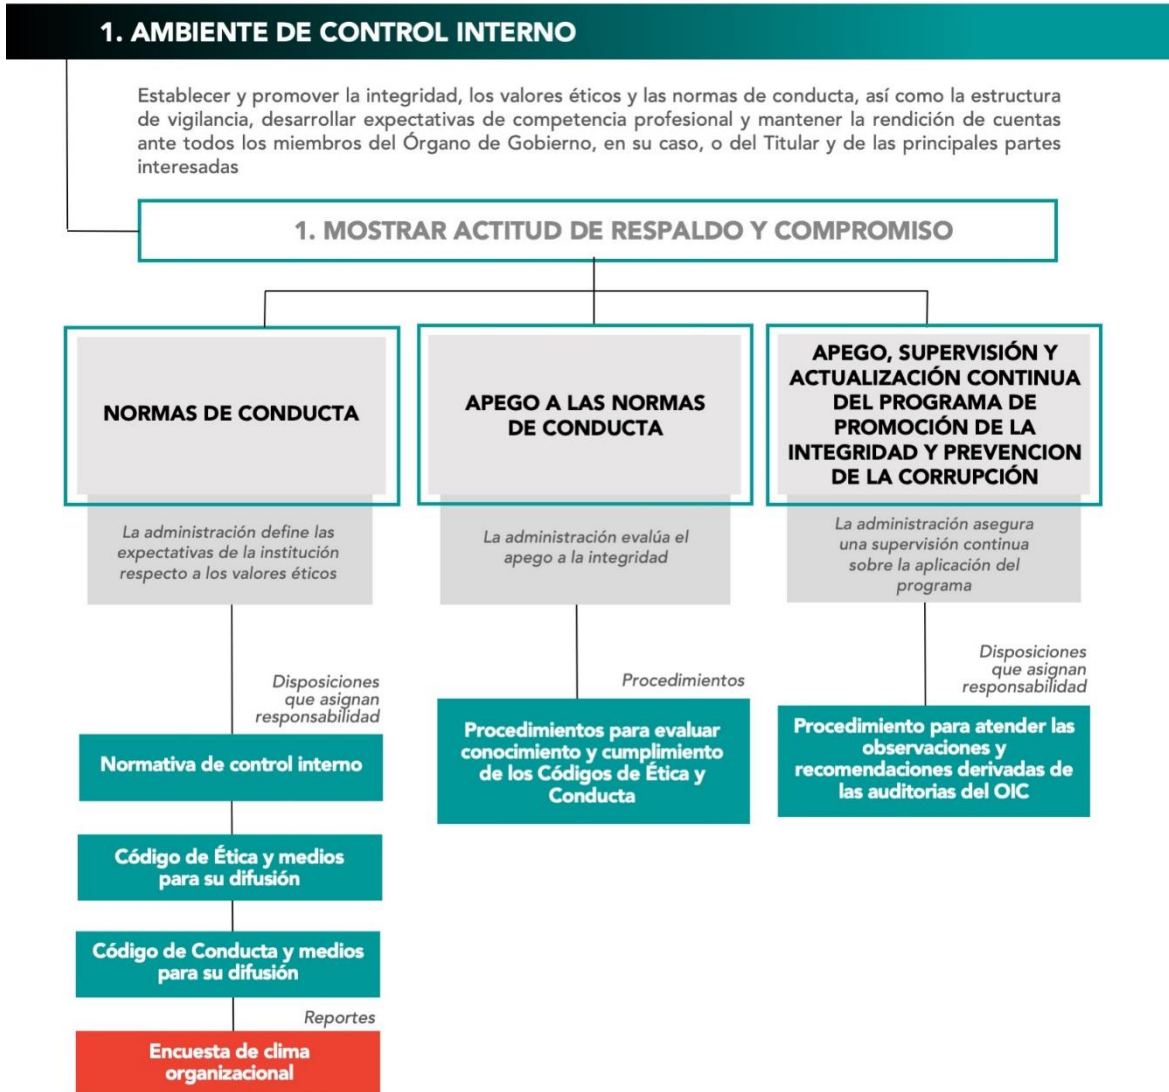 1. AMBIENTE DE CONTROL INTERNO
Establecer y promover la integridad, los valores éticos y las normas de conducta, así como la estructura
de vigilancia, desarrollar expectativas de competencia profesional y mantener la rendición de cuentas
ante todos los miembros del Órgano de Gobierno, en su caso, o del Titular y de las principales partes
interesadas
1. MOSTRAR ACTITUD DE RESPALDO Y COMPROMISO
NORMAS DE CONDUCTA
La administración define las
expectativas de la institución
respecto a los valores éticos
Disposiciones
que asignan
responsabilidad
Normativa de control interno
Código de Ética y medios
para su difusión
Código de Conducta y medios
para su difusión
Reportes
Encuesta de clima
organizacional
APEGO A LAS NORMAS
DE CONDUCTA
La administración evalúa el
apego a la integridad
Procedimientos
Procedimientos para evaluar
conocimiento y cumplimiento
de los Códigos de Ética y
Conducta
APEGO, SUPERVISIÓN Y
ACTUALIZACIÓN CONTINUA
DEL PROGRAMA DE
PROMOCIÓN DE LA
INTEGRIDAD Y PREVENCION
DE LA CORRUPCIÓN
La administración asegura
una supervisión continua
sobre la aplicación del
programa
Disposiciones
que asignan
responsabilidad
Procedimiento para atender las
observaciones y
recomendaciones derivadas de
las auditorias del OIC